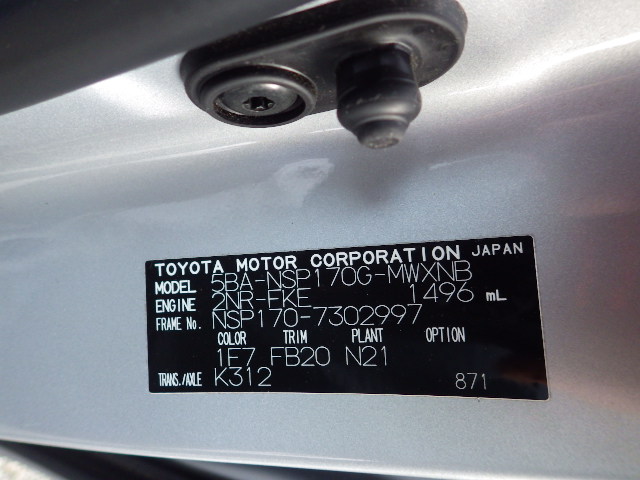 TOYOTA MOTOR CORPORATION JAPAN
MODEL 5BA-NSP170G-MWXNB
ENGINE 2NR-FKE 1496 mL
FRAME No. NSP170-7302997
COLOR TRIM PLANT OPTION
1F7 FB20 N21
TRANS./AXLE K312 871